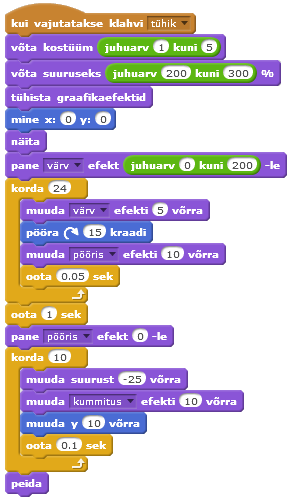 kui vajutatakse klahvi tühik
võta kostüüm juhuarv 1 kuni 5
võta suuruseks juhuarv 200 kuni 300 %
tühista graafikaefektid
mine x: 0 y: 0
näita
pane värv efekt juhuarv 0 kuni 200 -le
korda 24
muuda värv efekti 5 võrra
pööra 15 kraadi
muuda pööris efekti 10 võrra
oota 0.05 sek
oota 1 sek
pane pööris efekt 0 -le
korda 10
muuda suurust -25 võrra
muuda kummitus efekti 10 võrra
muuda y 10 võrra
oota 0.1 sek
peida